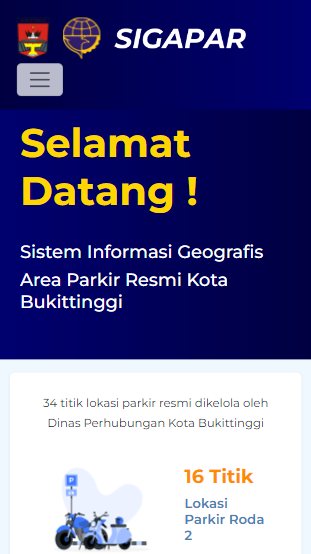 SIGAPAR
Selamat
Datang !
Sistem Informasi Geografis
Area Parkir Resmi Kota
Bukittinggi
34 titik lokasi parkir resmi dikelola oleh
Dinas Perhubungan Kota Bukittinggi
P
16 Titik
Lokasi
Parkir Roda
2